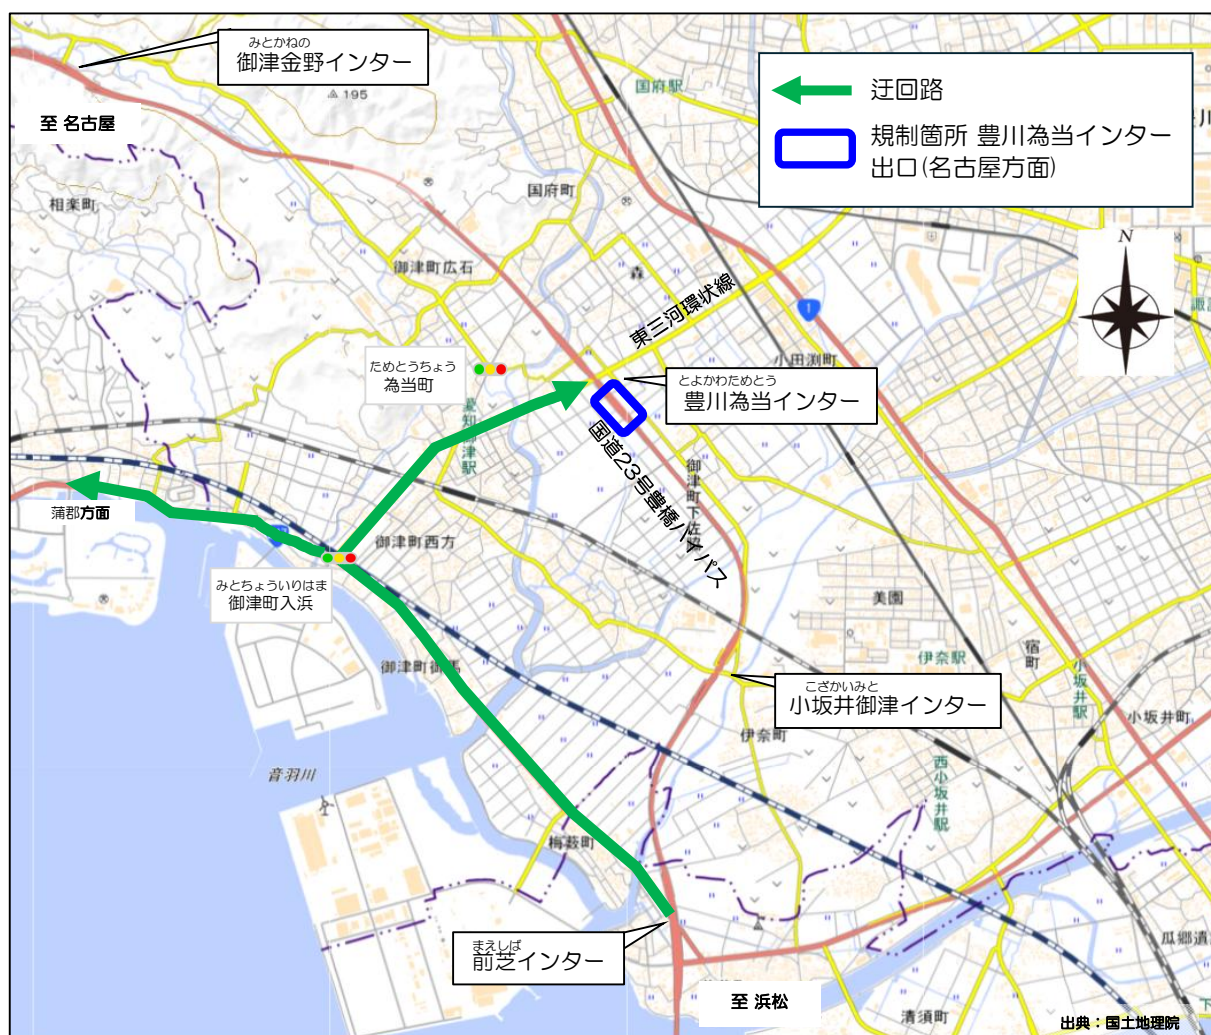 みとかねの
御津金野インター
至 名古屋
195
国府駅
迂回路
規制箇所 豊川為当インター
出口(名古屋方面)
相楽町
国府町
N
御津町広石
森
東三河環状線
1
小田渕町
ためとうちょう
為当町
とよかわためとう
豊川為当インター
愛知御津駅
国道23号豊橋バイパス
御津町下佐脇
蒲郡方面
御津町西方
みとちょういりはま
御津町入浜
美園
伊奈駅
宿町
小坂井駅
御津町御馬
こざかいみと
小坂井御津インター
小坂井町
伊奈町
音羽川
西小坂井駅
梅薮町
まえしば
前芝インター
至 浜松
瓜郷遺
清須町
下
出典：国土地理院